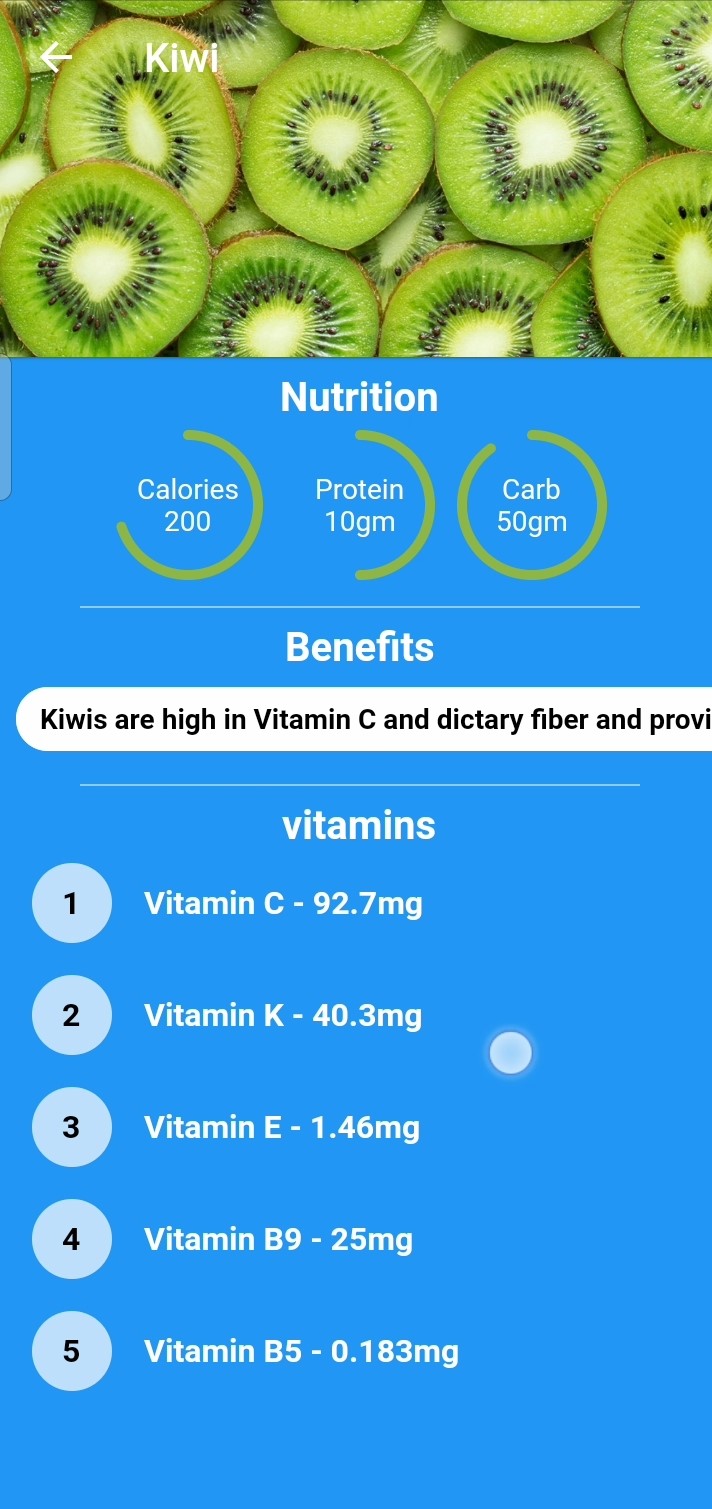 Kiwi
Nutrition
Calories
200
Protein
10gm
Carb
50gm
Benefits
Kiwis are high in Vitamin C and dictary fiber and provi
vitamins
1 Vitamin C - 92.7mg
2 Vitamin K - 40.3mg
3 Vitamin E - 1.46mg
4 Vitamin B9 - 25mg
5 Vitamin B5 - 0.183mg